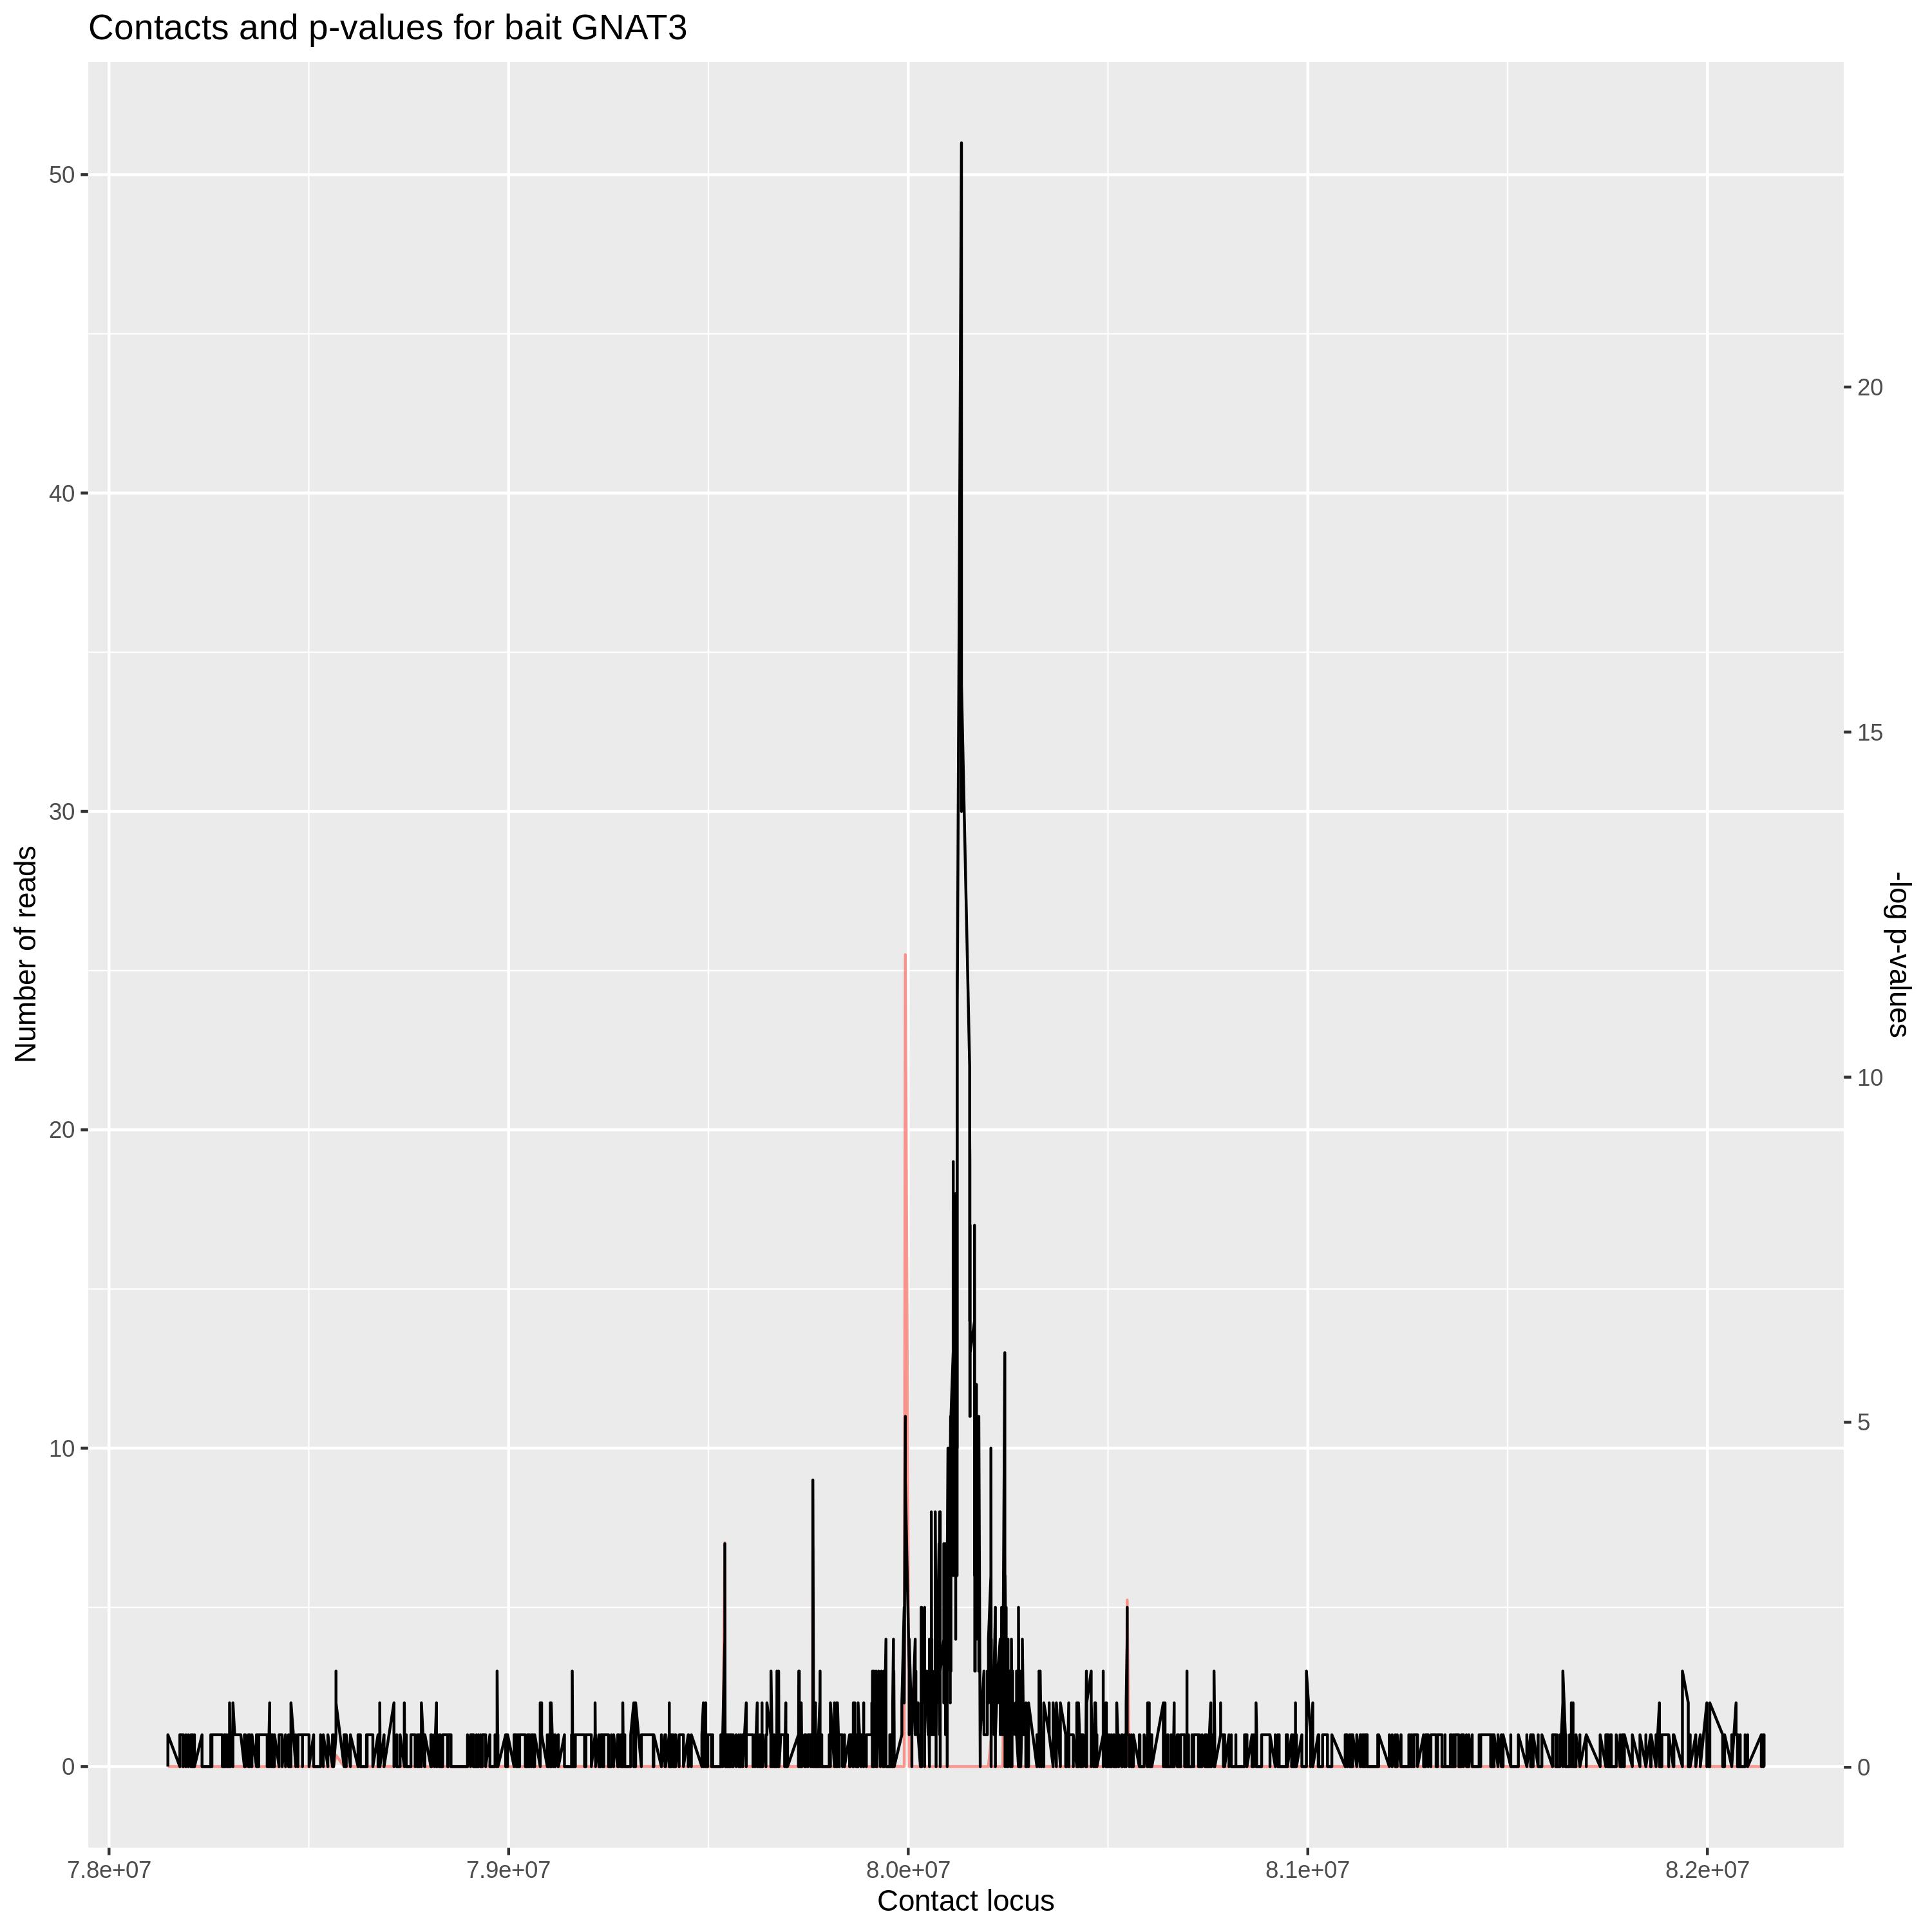 Contacts and p-values for bait GNAT3
50
40
30
20
10
0
Number of reads
20
15
10
5
0
-log p-values
7.8e+07 7.9e+07 8.0e+07 8.1e+07 8.2e+07
Contact locus